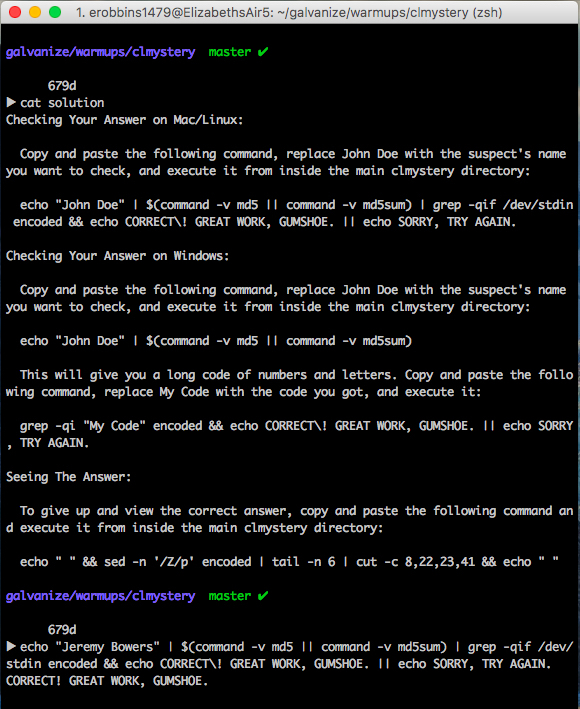 1. erobbins1479@ElizabethsAir5: ~/galvanize/warmups/clmystery (zsh)
galvanize/warmups/clmystery  master ✔
679d
▶ cat solution
Checking Your Answer on Mac/Linux:
Copy and paste the following command, replace John Doe with the suspect's name
you want to check, and execute it from inside the main clmystery directory:
echo "John Doe" | $(command -v md5 || command -v md5sum) | grep -qif /dev/stdin
encoded && echo CORRECT\! GREAT WORK, GUMSHOE. || echo SORRY, TRY AGAIN.
Checking Your Answer on Windows:
Copy and paste the following command, replace John Doe with the suspect's name
you want to check, and execute it from inside the main clmystery directory:
echo "John Doe" | $(command -v md5 || command -v md5sum)
This will give you a long code of numbers and letters. Copy and paste the follo
wing command, replace My Code with the code you got, and execute it:
grep -qi "My Code" encoded && echo CORRECT\! GREAT WORK, GUMSHOE. || echo SORRY
, TRY AGAIN.
Seeing The Answer:
To give up and view the correct answer, copy and paste the following command an
d execute it from inside the main clmystery directory:
echo " " && sed -n '/Z/p' encoded | tail -n 6 | cut -c 8,22,23,41 && echo " "
galvanize/warmups/clmystery  master ✔
679d
▶ echo "Jeremy Bowers" | $(command -v md5 || command -v md5sum) | grep -qif /dev/
stdin encoded && echo CORRECT\! GREAT WORK, GUMSHOE. || echo SORRY, TRY AGAIN.
CORRECT! GREAT WORK, GUMSHOE.